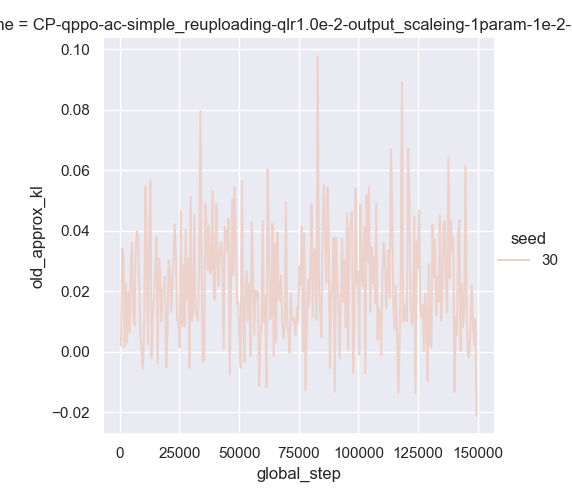 ne = CP-qppo-ac-simple_reuploading-qlr1.0e-2-output_scaleing-1param-1e-2-
0.10
0.08
0.06
0.04
0.02
0.00
−0.02
old_approx_kl
0 25000 50000 75000 100000 125000 150000
global_step
seed
30